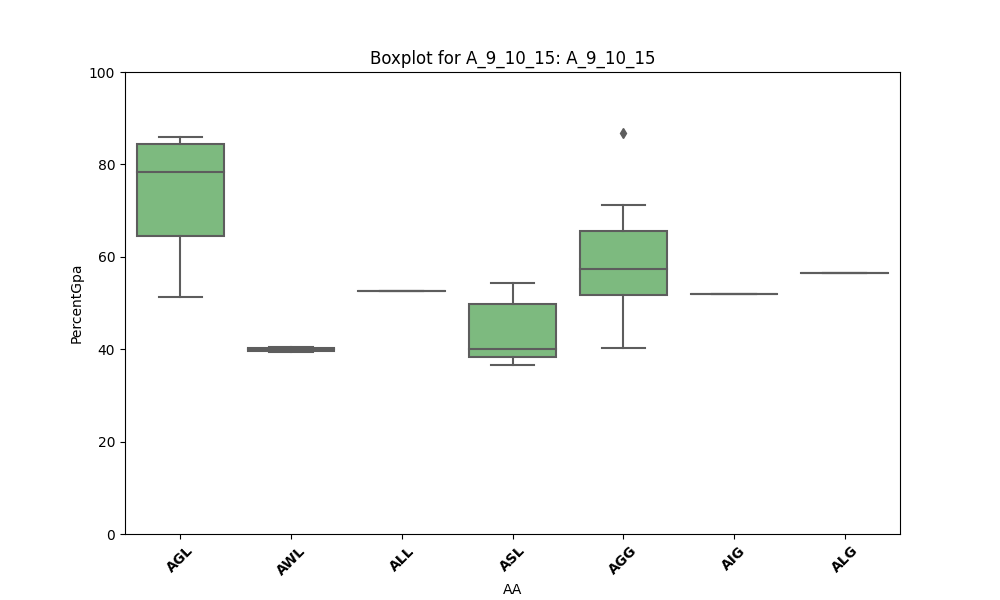 Boxplot for A_9_10_15: A_9_10_15
100
80
60
40
20
0
PercentGpa
AGL
AWL
ALL
ASL
AGG
AIG
ALG
AA